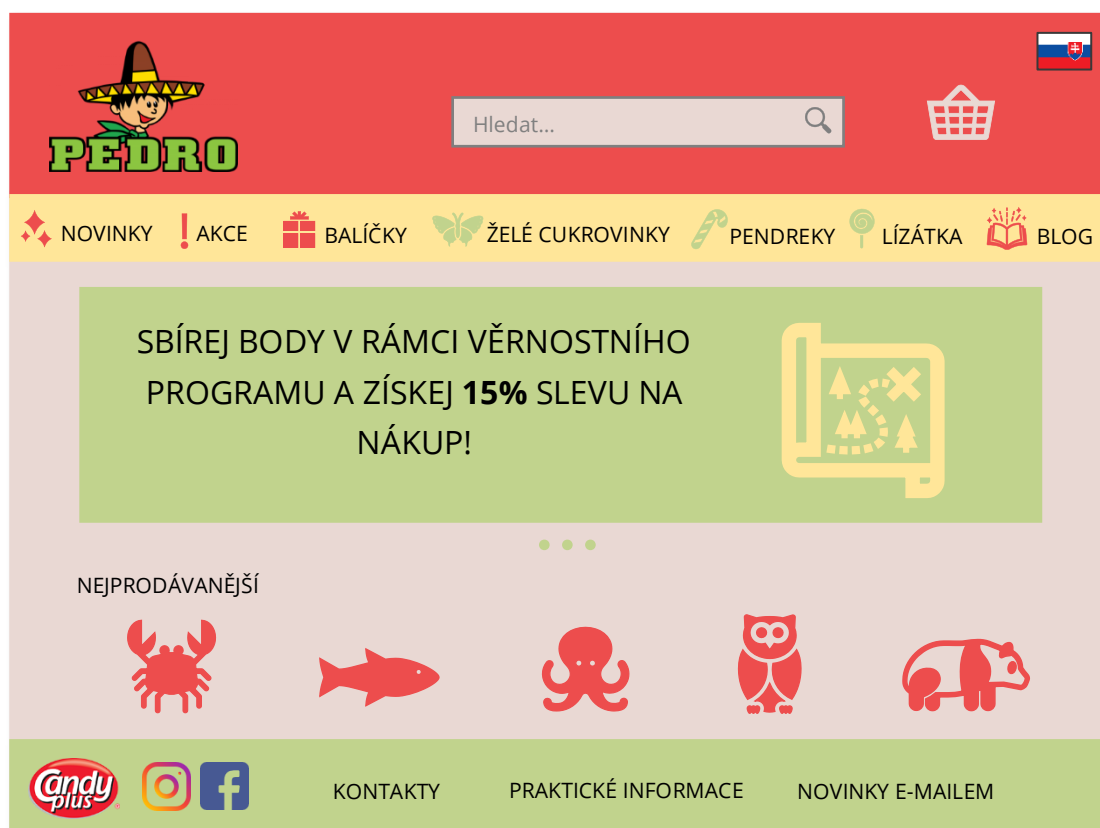 PEDRO
Hledat...
NOVINKY
AKCE
BALÍČKY
ŽELÉ CUKROVINKY
PENDREKY
LÍZÁTKA
BLOG
SBÍREJ BODY V RÁMCI VĚRNOSTNÍHO
PROGRAMU A ZÍSKEJ 15% SLEVU NA
NÁKUP!
NEJPRODÁVANĚJŠÍ
Candy
plus
KONTAKTY
PRAKTICKÉ INFORMACE
NOVINKY E-MAILEM